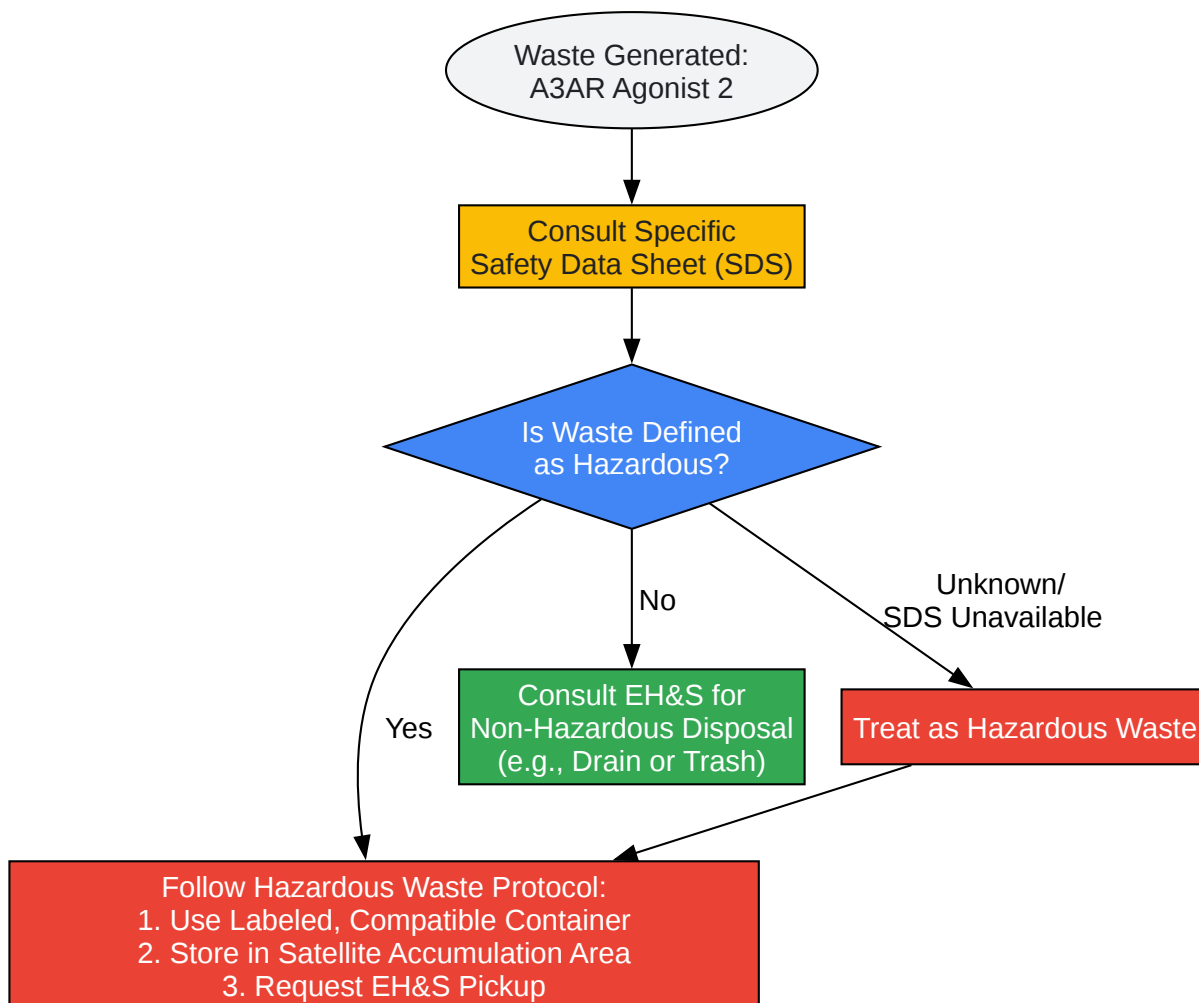 Waste Generated:
A3AR Agonist 2
Consult Specific
Safety Data Sheet (SDS)
Is Waste Defined
as Hazardous?
Unknown/
SDS Unavailable
No
Consult EH&S for
Non-Hazardous Disposal
(e.g., Drain or Trash)
Treat as Hazardous Waste
Yes
Follow Hazardous Waste Protocol:
1. Use Labeled, Compatible Container
2. Store in Satellite Accumulation Area
3. Request EH&S Pickup